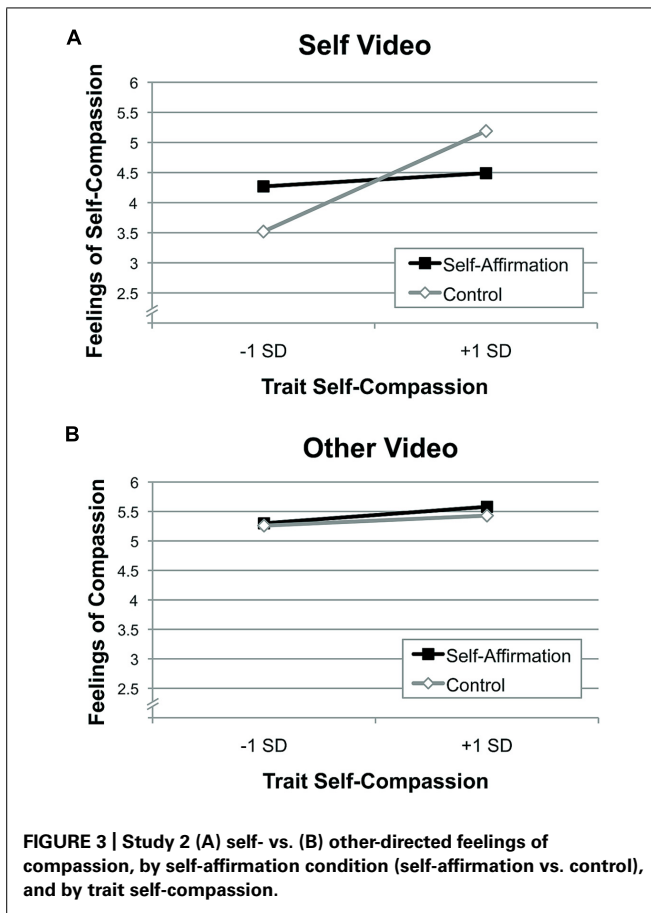 A
Self Video
Feelings of Self-Compassion
6
5.5
5
4.5
4
3.5
3
2.5
Self-Affirmation
Control
-1 SD
+1 SD
Trait Self-Compassion
B
Other Video
Feelings of Compassion
6
5.5
5
4.5
4
3.5
3
2.5
Self-Affirmation
Control
-1 SD
+1 SD
Trait Self-Compassion
FIGURE 3 | Study 2 (A) self- vs. (B) other-directed feelings of
compassion, by self-affirmation condition (self-affirmation vs. control),
and by trait self-compassion.